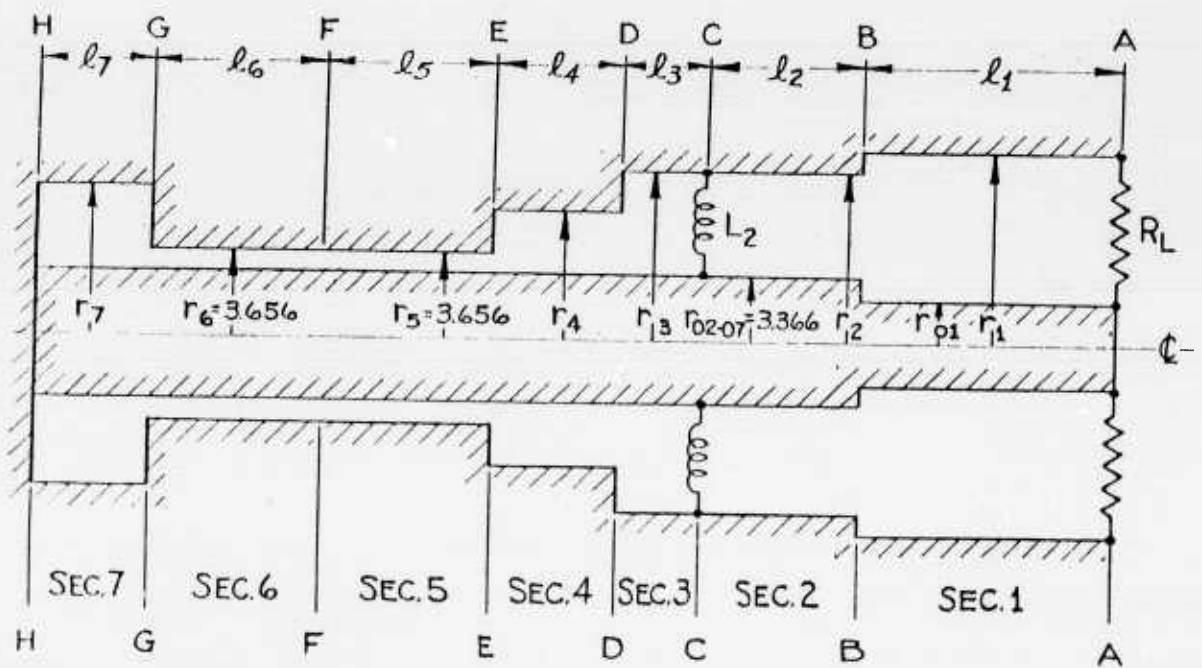 H G F E D C B A
l7 l6 l5 l4 l3 l2 l1
L2 RL
r7 r6=3.656 r5=3.656 r4 r3 r02-07=3.366 r2 r01 r1 ℄
SEC.7 SEC.6 SEC.5 SEC.4 SEC.3 SEC.2 SEC.1
H G F E D C B A